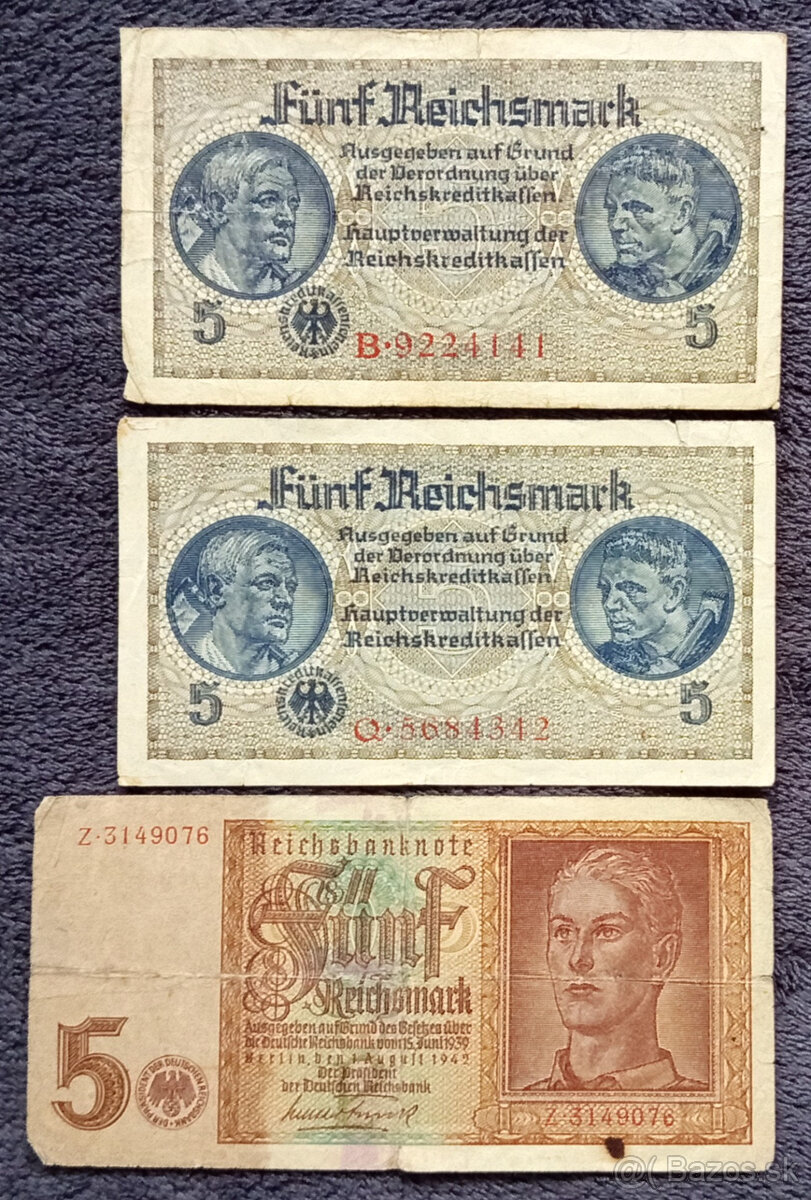 Fünf Reichsmark
Ausgegeben auf Grund
der Verordnung über
Reichskreditkassen.
Hauptverwaltung der
Reichskreditkassen
5
5
B·9224141
Fünf Reichsmark
Ausgegeben auf Grund
der Verordnung über
Reichskreditkassen.
Hauptverwaltung der
Reichskreditkassen
5
5
Q·5684342
Z·3149076
Reichsbanknote
Fünf
Reichsmark
Ausgegeben auf Grund des Gesetzes über
die Deutsche Reichsbank vom 15. Juni 1939
Berlin, den 1. August 1942
Der Präsident
der Deutschen Reichsbank
5
Z·3149076
@( Bazos.sk